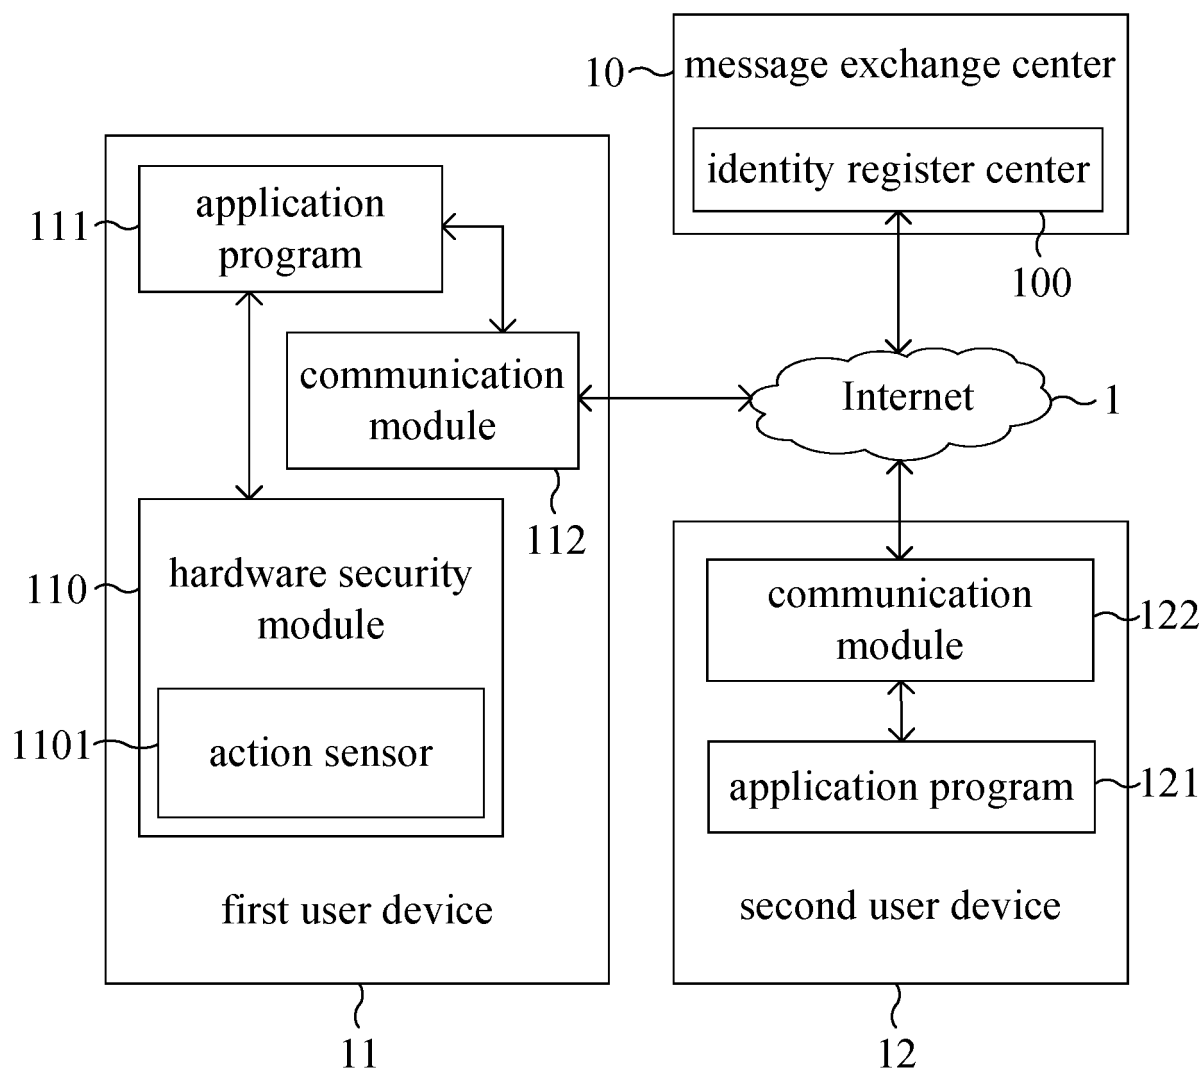 10
message exchange center
identity register center
100
111
application
program
communication
module
112
Internet
1
110
hardware security
module
1101
action sensor
first user device
11
communication
module
122
application program
121
second user device
12